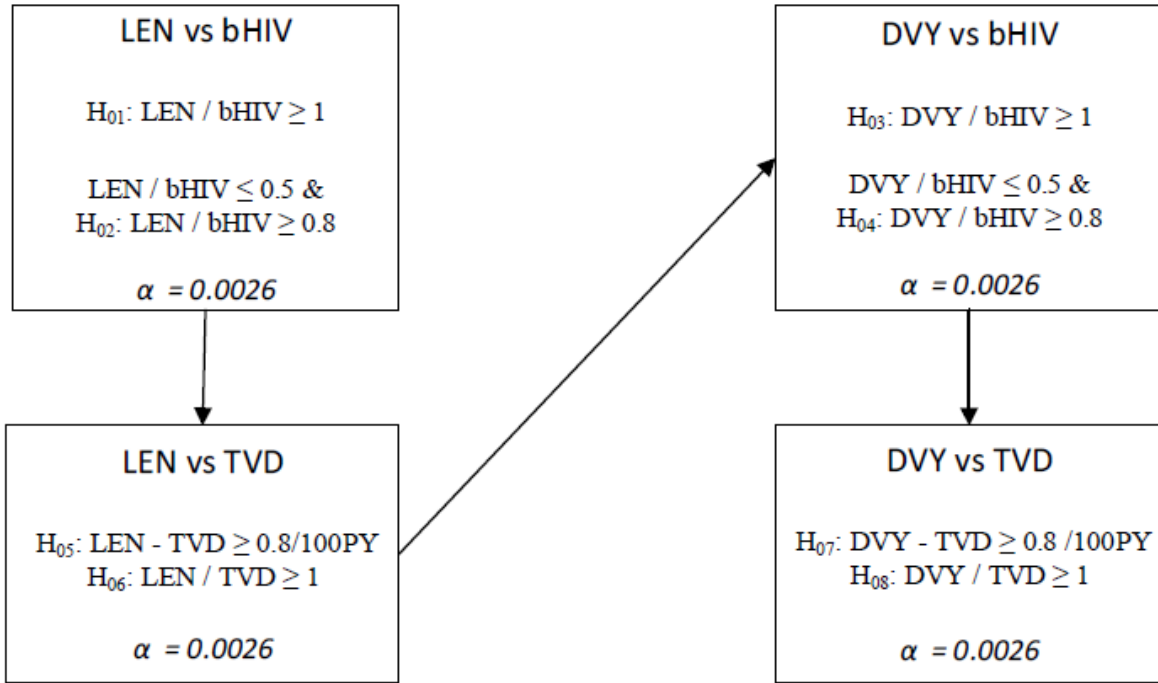 LEN vs bHIV
H01: LEN / bHIV ≥ 1
LEN / bHIV ≤ 0.5 &
H02: LEN / bHIV ≥ 0.8
α = 0.0026
LEN vs TVD
H05: LEN - TVD ≥ 0.8/100PY
H06: LEN / TVD ≥ 1
α = 0.0026
DVY vs bHIV
H03: DVY / bHIV ≥ 1
DVY / bHIV ≤ 0.5 &
H04: DVY / bHIV ≥ 0.8
α = 0.0026
DVY vs TVD
H07: DVY - TVD ≥ 0.8 /100PY
H08: DVY / TVD ≥ 1
α = 0.0026